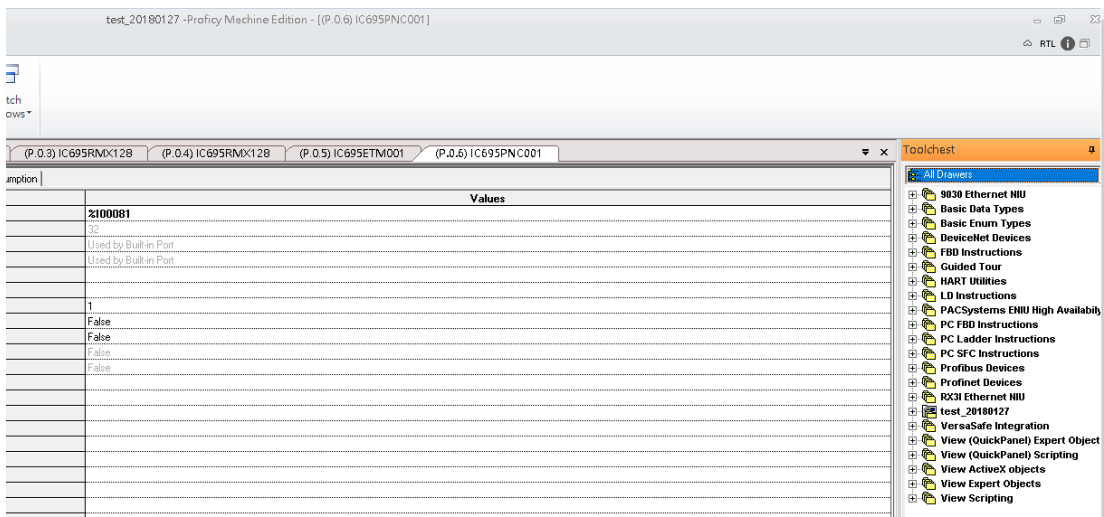 test_20180127 -Proficy Machine Edition - [(P.0.6) IC695PNC001]
RTL
tch
ows
(P.0.3) IC695RMX128
(P.0.4) IC695RMX128
(P.0.5) IC695ETM001
(P.0.6) IC695PNC001
umption
Values
%I00081
32
Used by Built-in Port
Used by Built-in Port
1
False
False
False
False
Toolchest
All Drawers
9030 Ethernet NIU
Basic Data Types
Basic Enum Types
DeviceNet Devices
FBD Instructions
Guided Tour
HART Utilities
LD Instructions
PACSystems ENIU High Availabily
PC FBD Instructions
PC Ladder Instructions
PC SFC Instructions
Profibus Devices
Profinet Devices
RX3I Ethernet NIU
test_20180127
VersaSafe Integration
View (QuickPanel) Expert Object
View (QuickPanel) Scripting
View ActiveX objects
View Expert Objects
View Scripting